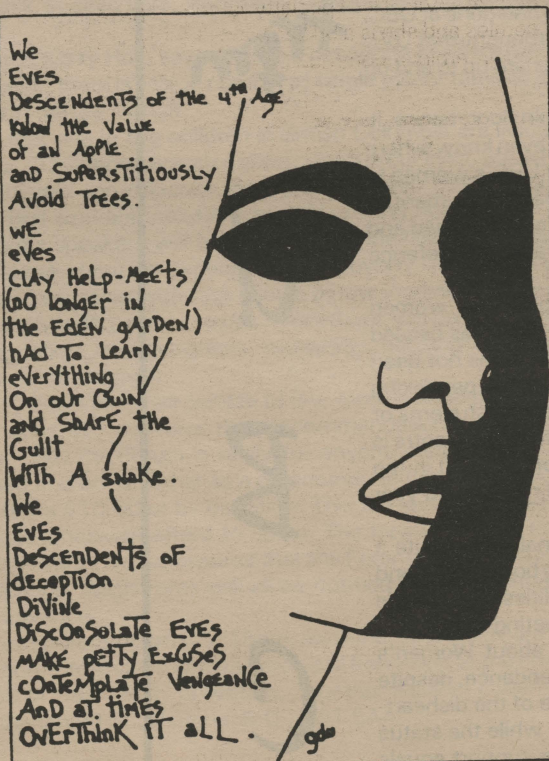 We
EVES
DESCENDENTS OF tHE 4th AgE
KNOW tHE VALUE
OF AN APPLE
aND SUPERSTITIOUSLY
AVOID TREES.
wE
eVes
CLAy HeLp-MeetS
(nO LONgER in
tHE EDEN gArDeN)
hAD To LEArN
eVErYtHINg
On oUr OwN
and ShArE tHe
GuIlt
WiTh A sNaKe.
We
EVEs
DeScENDeNtS oF
dEcepTiOn
DiViNe
DiScOnSoLaTe EVEs
mAKE pETTy ExCuSeS
cOnTeMpLaTe VENgEANCe
AnD aT tiMEs
OvErThinK IT aLL.
gdw